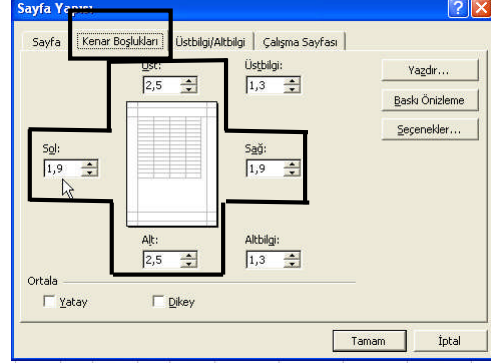 Sayfa Yapısı
Sayfa Kenar Boşlukları Üstbilgi/Altbilgi Çalışma Sayfası
Üst: Üstbilgi:
2,5 1,3
Yazdır...
Baskı Önizleme
Seçenekler...
Sol: Sağ:
1,9 1,9
Alt: Altbilgi:
2,5 1,3
Ortala
Yatay Dikey
Tamam İptal